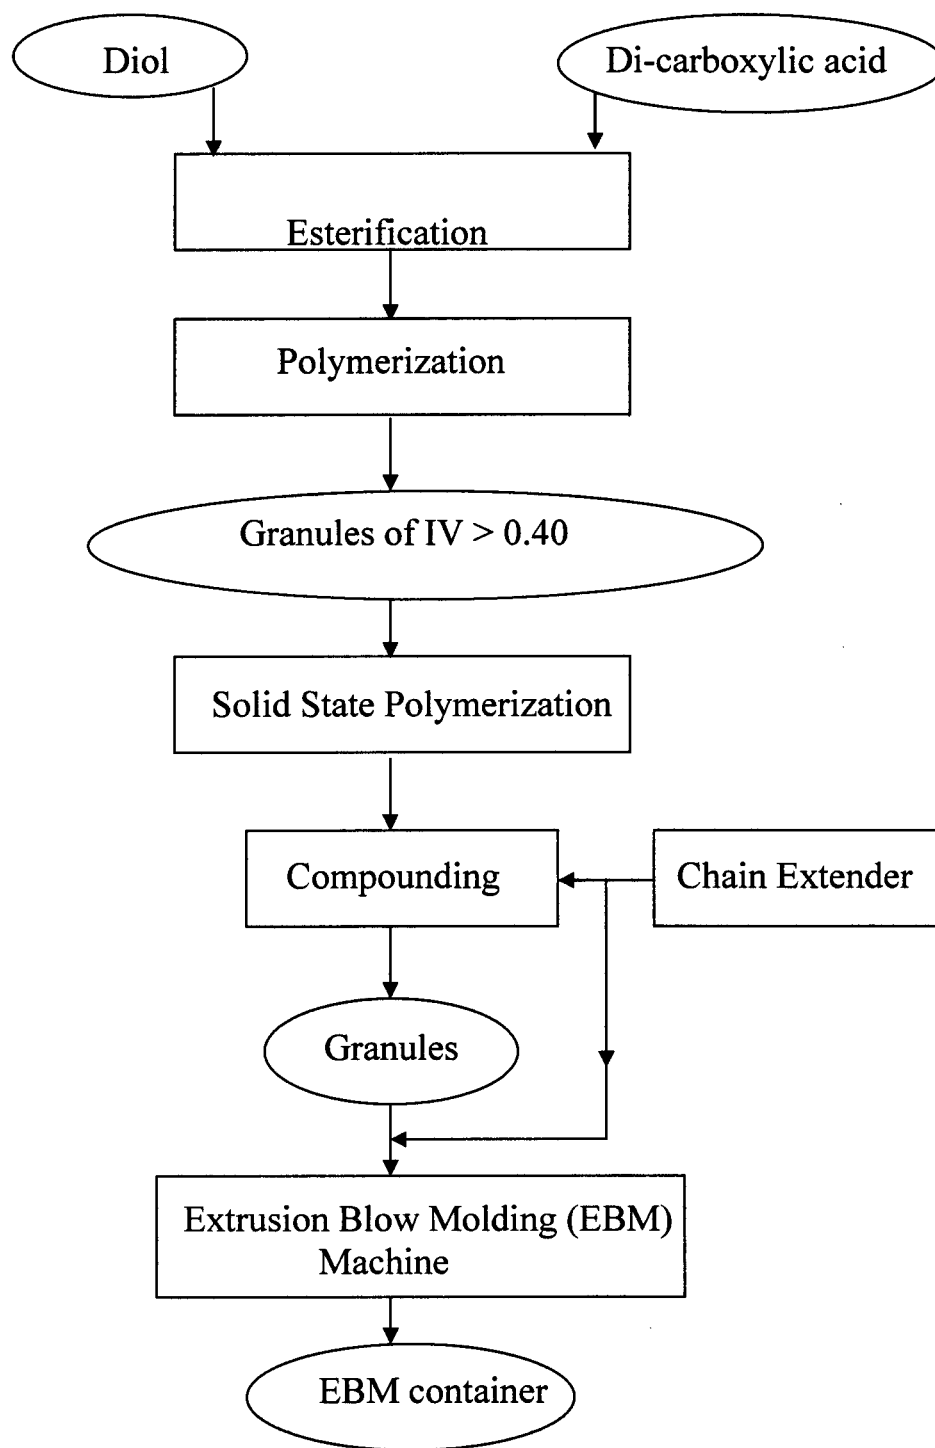 Diol
Di-carboxylic acid
Esterification
Polymerization
Granules of IV > 0.40
Solid State Polymerization
Compounding
Chain Extender
Granules
Extrusion Blow Molding (EBM)
Machine
EBM container